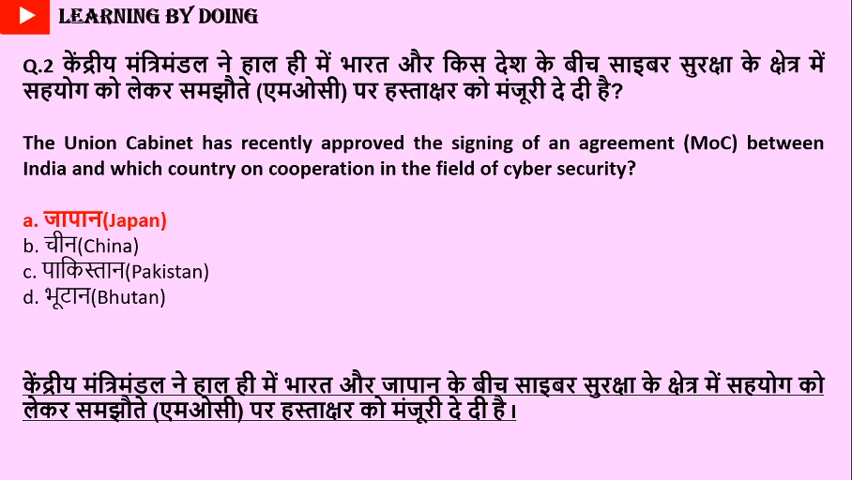 LEARNING BY DOING
Q.2 केंद्रीय मंत्रिमंडल ने हाल ही में भारत और किस देश के बीच साइबर सुरक्षा के क्षेत्र में
सहयोग को लेकर समझौते (एमओसी) पर हस्ताक्षर को मंजूरी दे दी है?
The Union Cabinet has recently approved the signing of an agreement (MoC) between
India and which country on cooperation in the field of cyber security?
a. जापान(Japan)
b. चीन(China)
c. पाकिस्तान(Pakistan)
d. भूटान(Bhutan)
केंद्रीय मंत्रिमंडल ने हाल ही में भारत और जापान के बीच साइबर सुरक्षा के क्षेत्र में सहयोग को
लेकर समझौते (एमओसी) पर हस्ताक्षर को मंजूरी दे दी है।